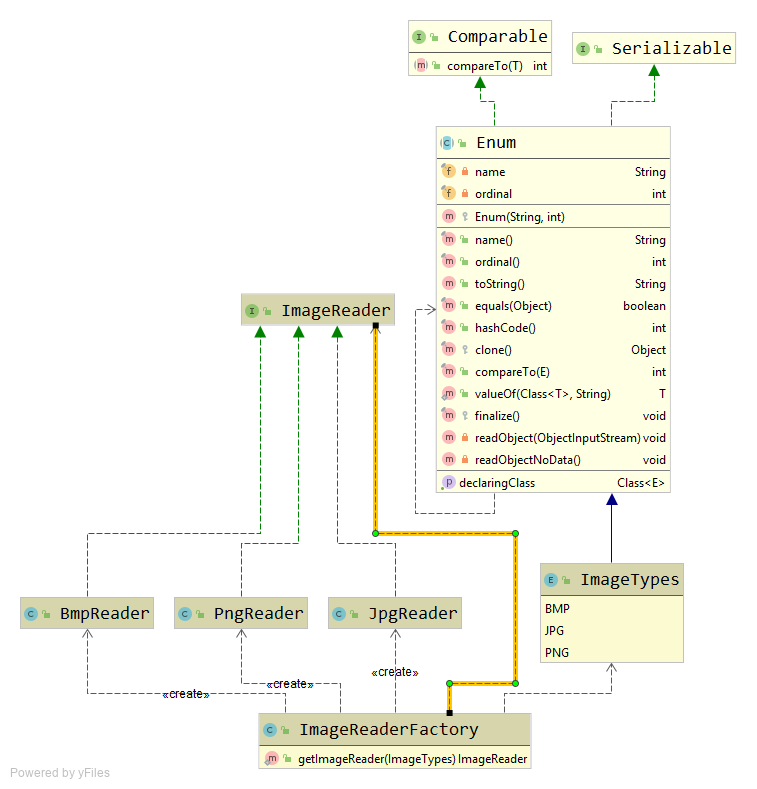 Comparable
compareTo(T) int
Serializable
Enum
name String
ordinal int
Enum(String, int)
name() String
ordinal() int
toString() String
equals(Object) boolean
hashCode() int
clone() Object
compareTo(E) int
valueOf(Class<T>, String) T
finalize() void
readObject(ObjectInputStream) void
readObjectNoData() void
declaringClass Class<E>
ImageReader
ImageTypes
BMP
JPG
PNG
BmpReader
PngReader
JpgReader
«create»
«create»
«create»
ImageReaderFactory
getImageReader(ImageTypes) ImageReader
Powered by yFiles